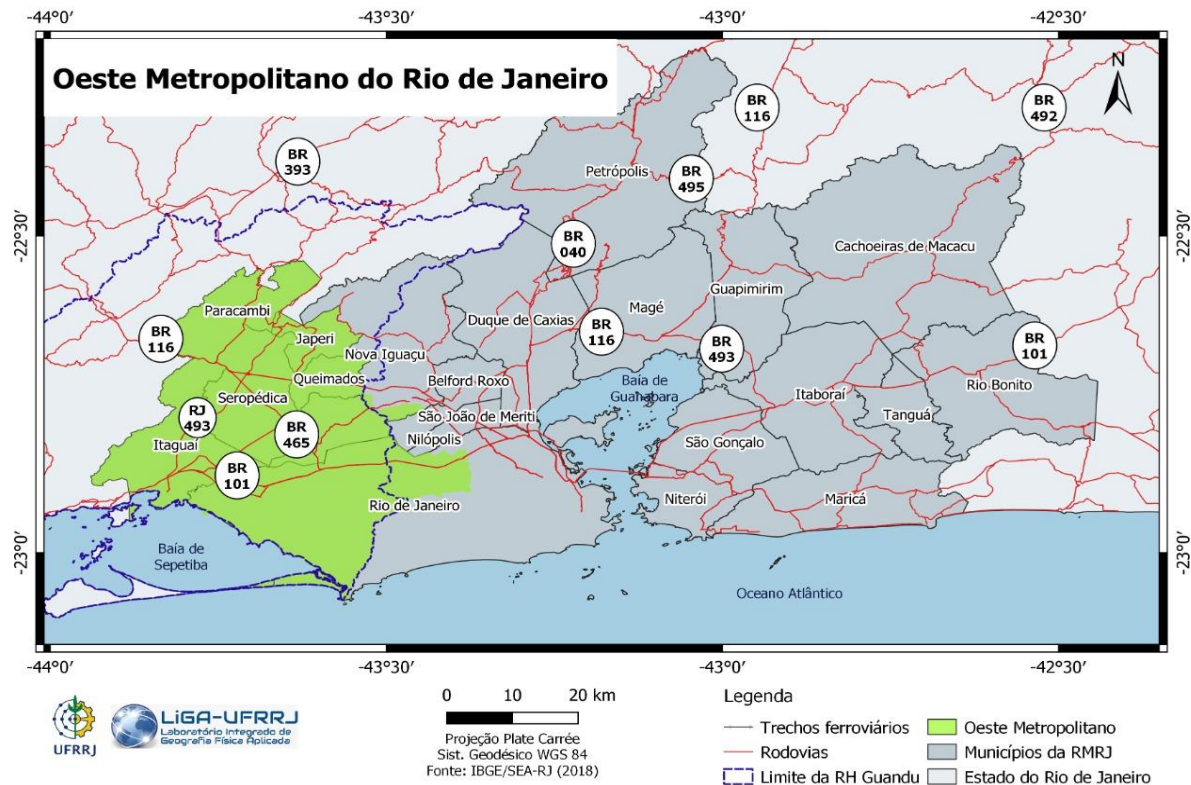 -44°0'
-43°30'
-43°0'
-42°30'
Oeste Metropolitano do Rio de Janeiro
N
BR
116
BR
492
BR
393
Petrópolis
BR
495
-22°30'
-22°30'
BR
040
Cachoeiras de Macacu
Guapimirim
Paracambi
Magé
Duque de Caxias
BR
116
Japeri
BR
116
BR
493
BR
101
Nova Iguaçu
Queimados
Belford Roxo
Baía de
Guanabara
Itaboraí
Rio Bonito
Seropédica
RJ
493
São João de Meriti
Tanguá
BR
465
Itaguaí
Nilópolis
São Gonçalo
BR
101
Rio de Janeiro
Niterói
Maricá
-23°0'
-23°0'
Baía de
Sepetiba
Oceano Atlântico
-44°0'
-43°30'
-43°0'
-42°30'
UFRRJ
LiGA-UFRRJ
Laboratório Integrado de
Geografia Física Aplicada
0 10 20 km
Projeção Plate Carrée
Sist. Geodésico WGS 84
Fonte: IBGE/SEA-RJ (2018)
Legenda
Trechos ferroviários
Rodovias
Limite da RH Guandu
Oeste Metropolitano
Municípios da RMRJ
Estado do Rio de Janeiro